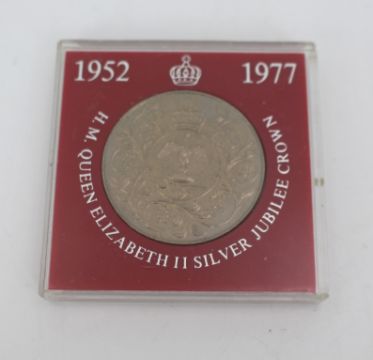 1952 1977
H. M. QUEEN ELIZABETH II SILVER JUBILEE CROWN